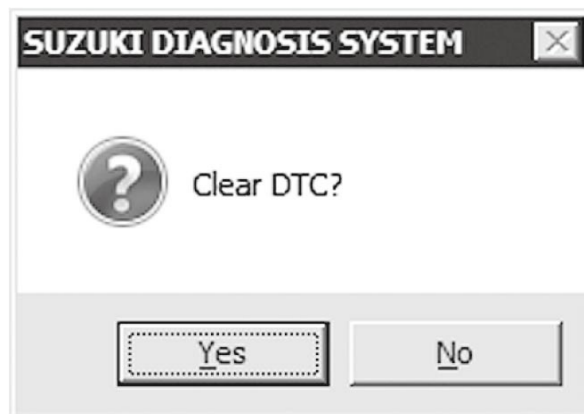 SUZUKI DIAGNOSIS SYSTEM
? Clear DTC?
Yes No